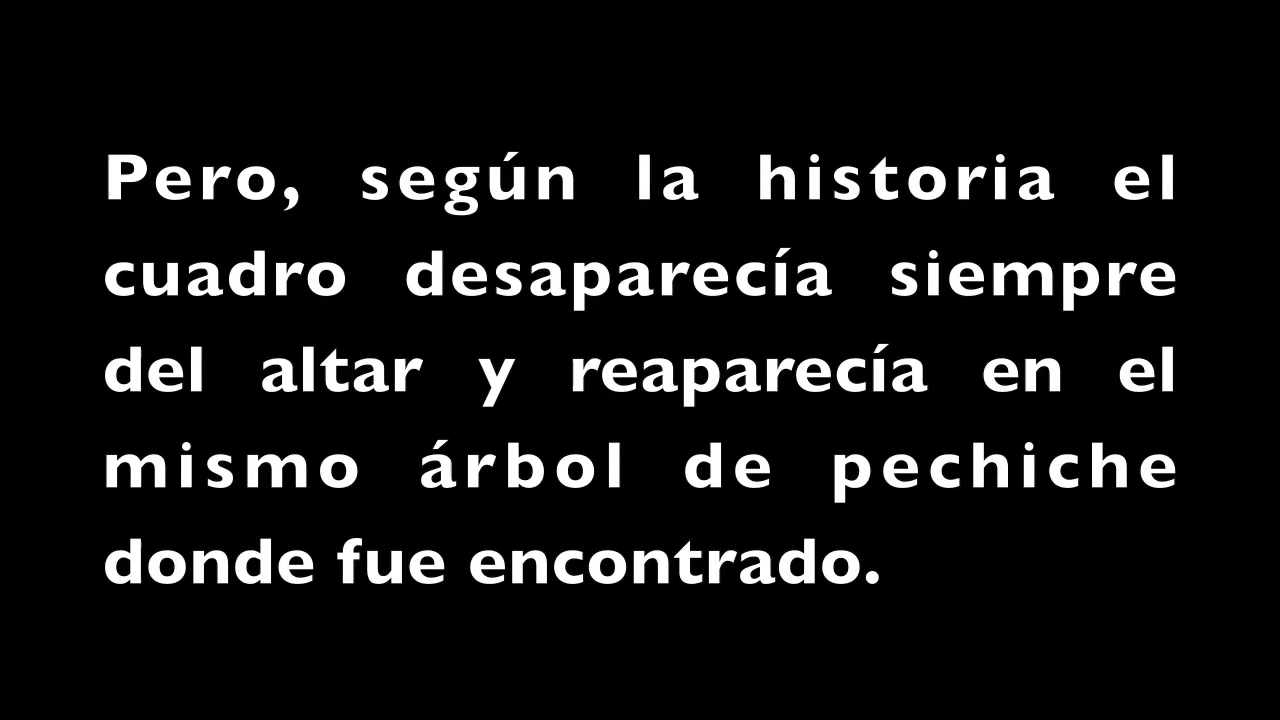 Pero, según la historia el
cuadro desaparecía siempre
del altar y reaparecía en el
mismo árbol de pechiche
donde fue encontrado.